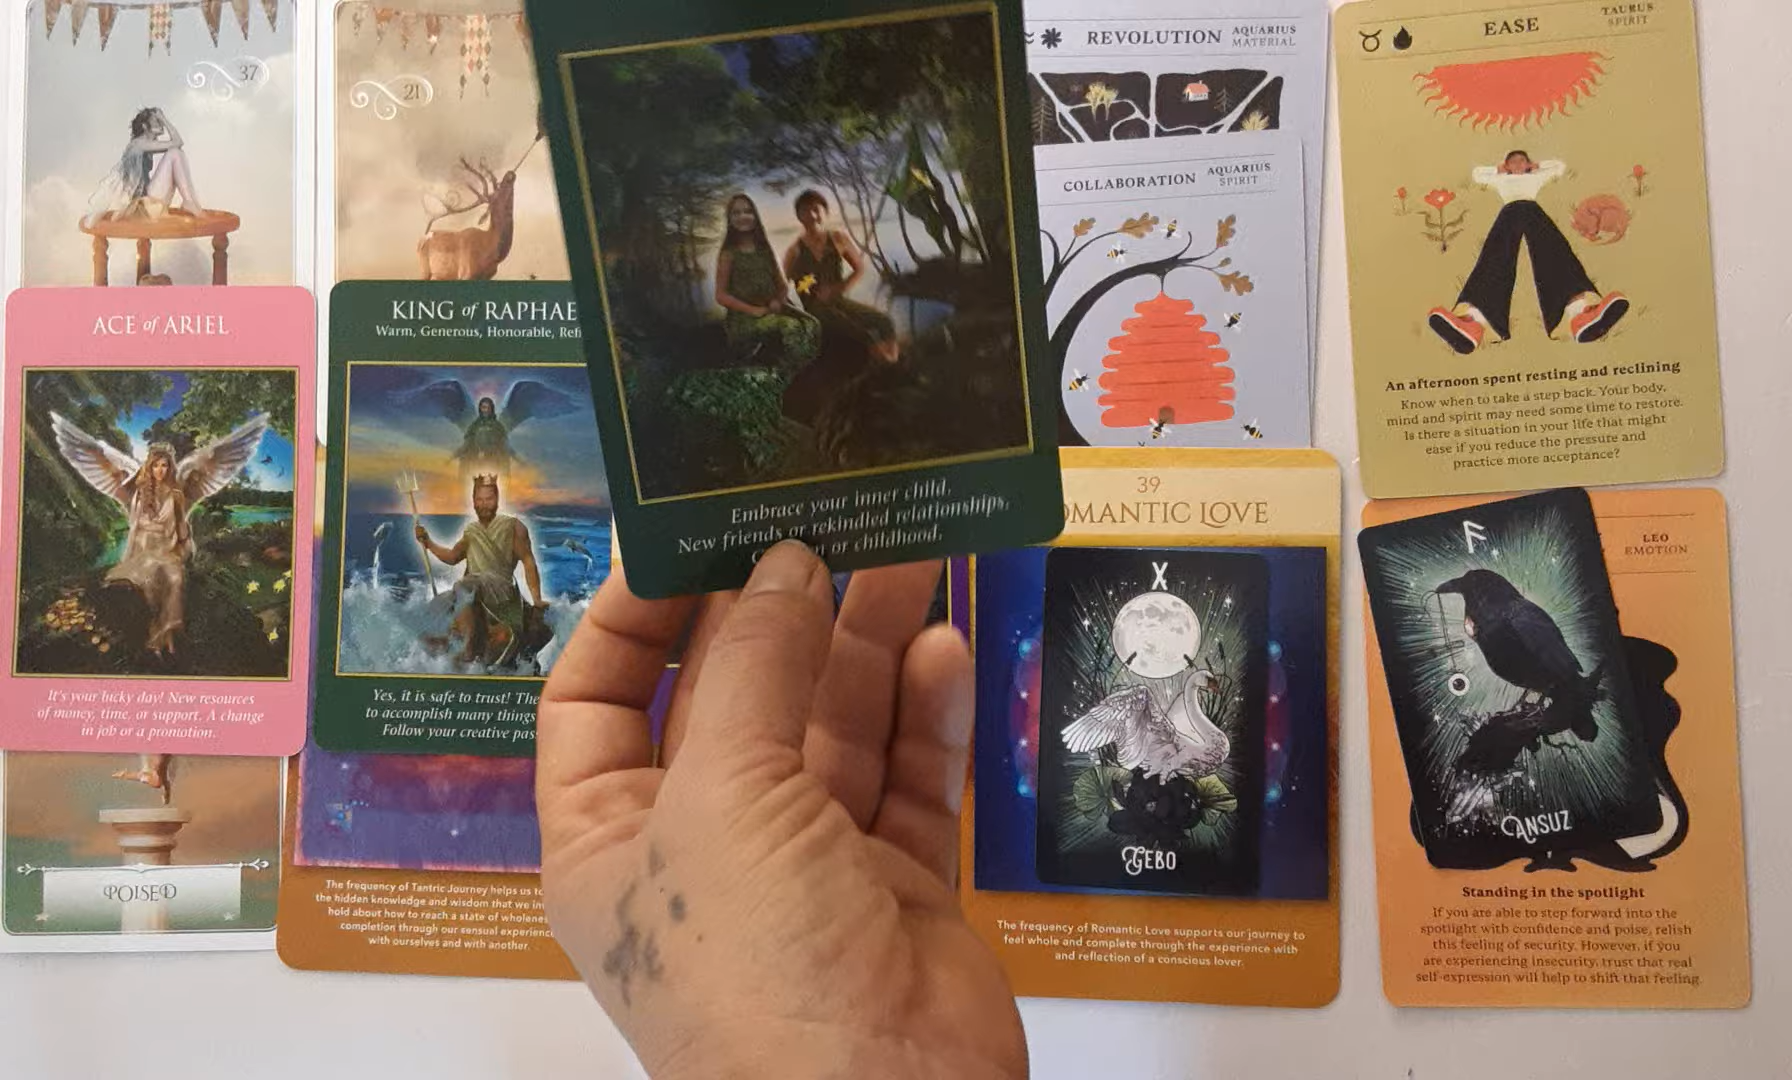 37
21
ACE of ARIEL
It's your lucky day! New resources
of money, time, or support. A change
in job or a promotion.
POISED
KING of RAPHAE
Warm, Generous, Honorable,
Yes, it is safe to trust!
to accomplish many things
Follow your creative
The frequency of Tantric Journey helps us
the hidden knowledge and wisdom that we
hold about how to reach a state of
completion through our sensual
with ourselves and with another.
Embrace your inner child.
New friends or rekindled relationships.
or childhood.
REVOLUTION
AQUARIUS
MATERIAL
COLLABORATION
AQUARIUS
SPIRIT
39
OMANTIC LOVE
X
GEBO
The frequency of Romantic Love supports our journey to
feel whole and complete through the experience with
and reflection of a conscious lover.
EASE
TAURUS
SPIRIT
An afternoon spent resting and reclining
Know when to take a step back. Your body,
mind and spirit may need some time to restore.
Is there a situation in your life that might
ease if you reduce the pressure and
practice more acceptance?
LEO
EMOTION
ANSUZ
Standing in the spotlight
If you are able to step forward into the
spotlight with confidence and poise, relish
this feeling of security. However, if you
are experiencing insecurity, trust that real
self-expression will help to shift that feeling.